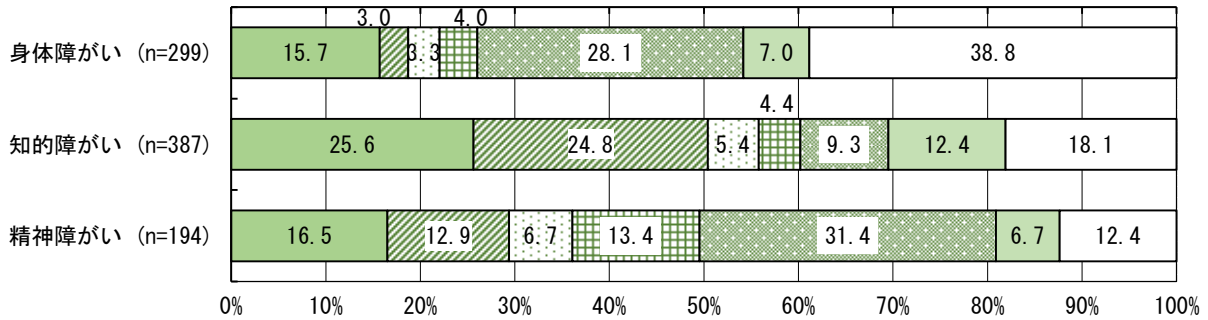 3.0 4.0
身体障がい (n=299) 15.7 3.3 28.1 7.0 38.8
4.4
知的障がい (n=387) 25.6 24.8 5.4 9.3 12.4 18.1
精神障がい (n=194) 16.5 12.9 6.7 13.4 31.4 6.7 12.4
0% 10% 20% 30% 40% 50% 60% 70% 80% 90% 100%